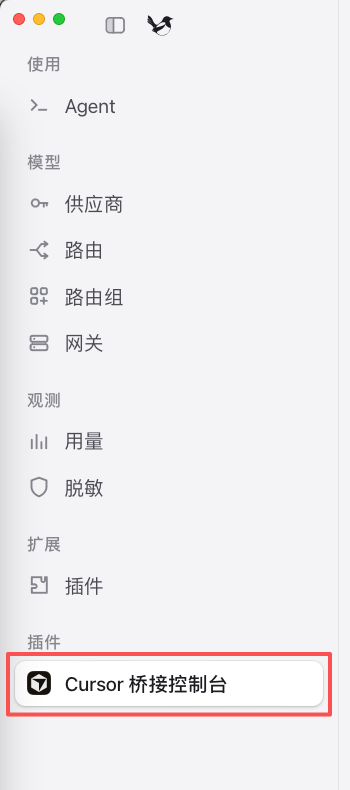 使用
Agent
模型
供应商
路由
路由组
网关
观测
用量
脱敏
扩展
插件
插件
Cursor 桥接控制台